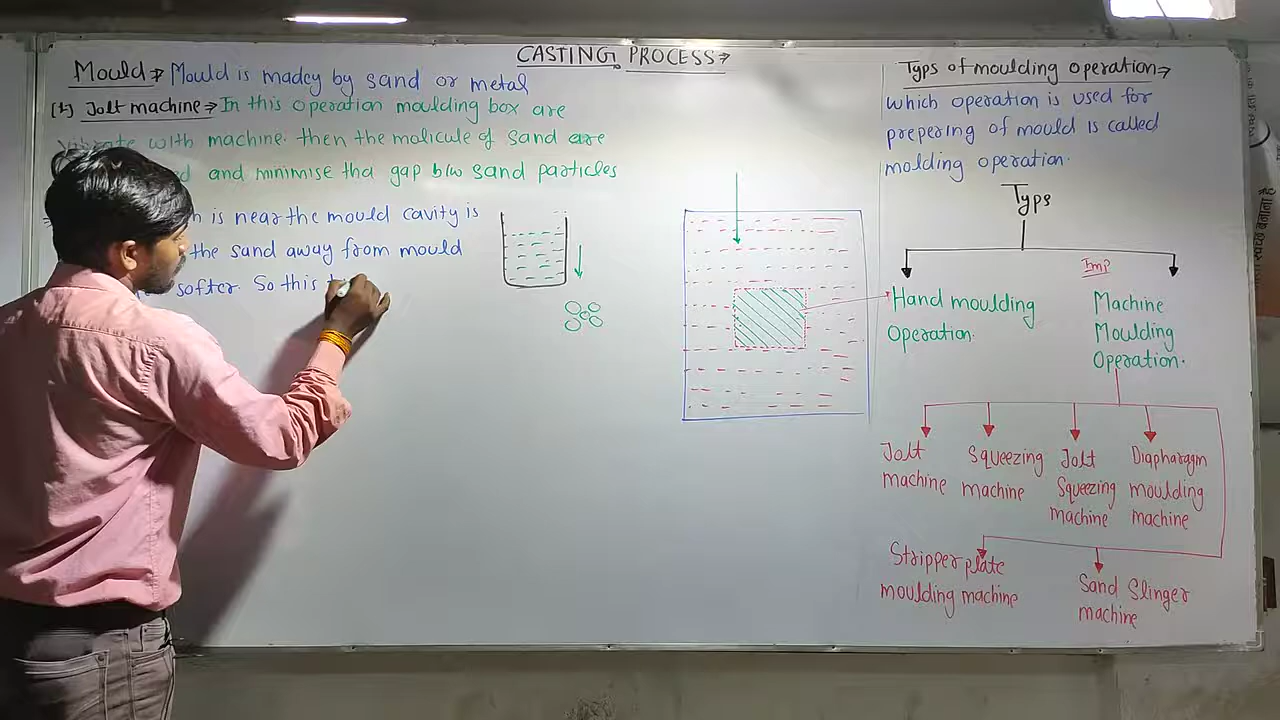 CASTING PROCESS→
Mould→ Mould is madey by sand or metal
(1) Jolt machine→ In this operation moulding box are
vibrate with machine. then the molicule of sand are
and minimise tha gap b/w sand particles
is near the mould cavity is
the sand away from mould
softer. So this
Typs of moulding operation→
which operation is used for
prepering of mould is called
molding operation.
Typs
Hand moulding
Operation.
Imp
Machine
Moulding
Operation.
Jolt
machine
Squeezing
machine
Jolt
Squeezing
machine
Diapharagm
moulding
machine
Stripper plate
moulding machine
Sand Slinger
machine
बनाना है